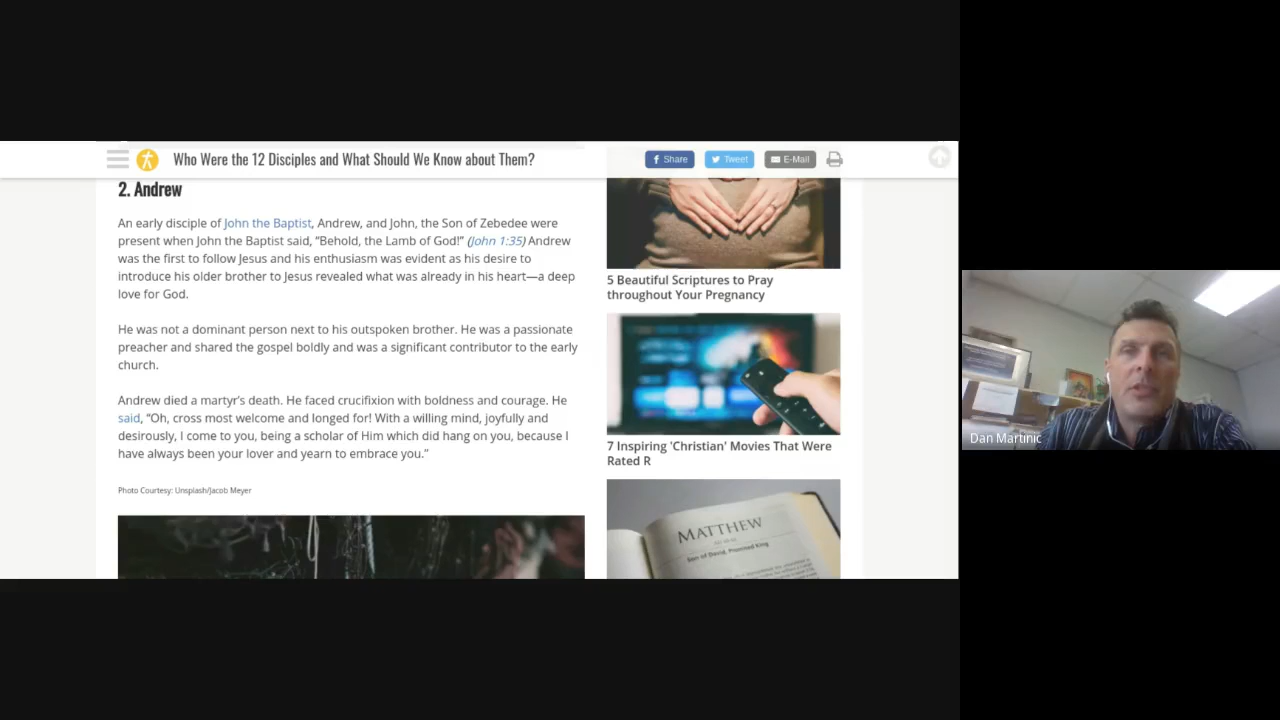 Who Were the 12 Disciples and What Should We Know about Them?
Share
Tweet
E-Mail
2. Andrew
An early disciple of John the Baptist, Andrew, and John, the Son of Zebedee were
present when John the Baptist said, “Behold, the Lamb of God!” (John 1:35) Andrew
was the first to follow Jesus and his enthusiasm was evident as his desire to
introduce his older brother to Jesus revealed what was already in his heart—a deep
love for God.
He was not a dominant person next to his outspoken brother. He was a passionate
preacher and shared the gospel boldly and was a significant contributor to the early
church.
Andrew died a martyr’s death. He faced crucifixion with boldness and courage. He
said, “Oh, cross most welcome and longed for! With a willing mind, joyfully and
desirously, I come to you, being a scholar of Him which did hang on you, because I
have always been your lover and yearn to embrace you.”
Photo Courtesy: Unsplash/Jacob Meyer
5 Beautiful Scriptures to Pray
throughout Your Pregnancy
7 Inspiring 'Christian' Movies That Were
Rated R
MATTHEW
Son of David, Promised King
Dan Martinic